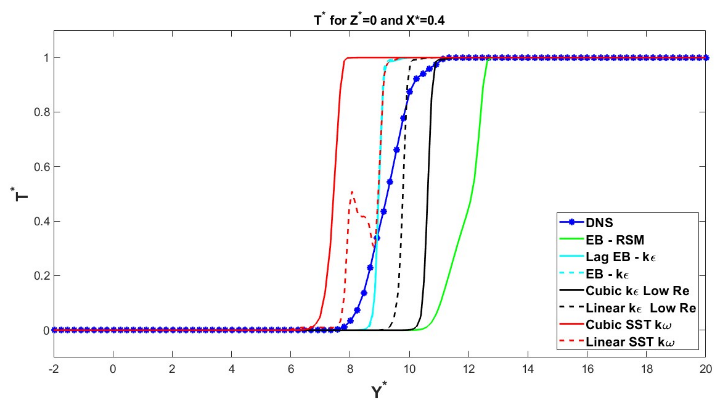 T* for Z*=0 and X*=0.4
1
0.8
0.6
0.4
0.2
0
T*
-2 0 2 4 6 8 10 12 14 16 18 20
Y*
DNS
EB - RSM
Lag EB - kϵ
EB - kϵ
Cubic kϵ Low Re
Linear kϵ Low Re
Cubic SST kω
Linear SST kω